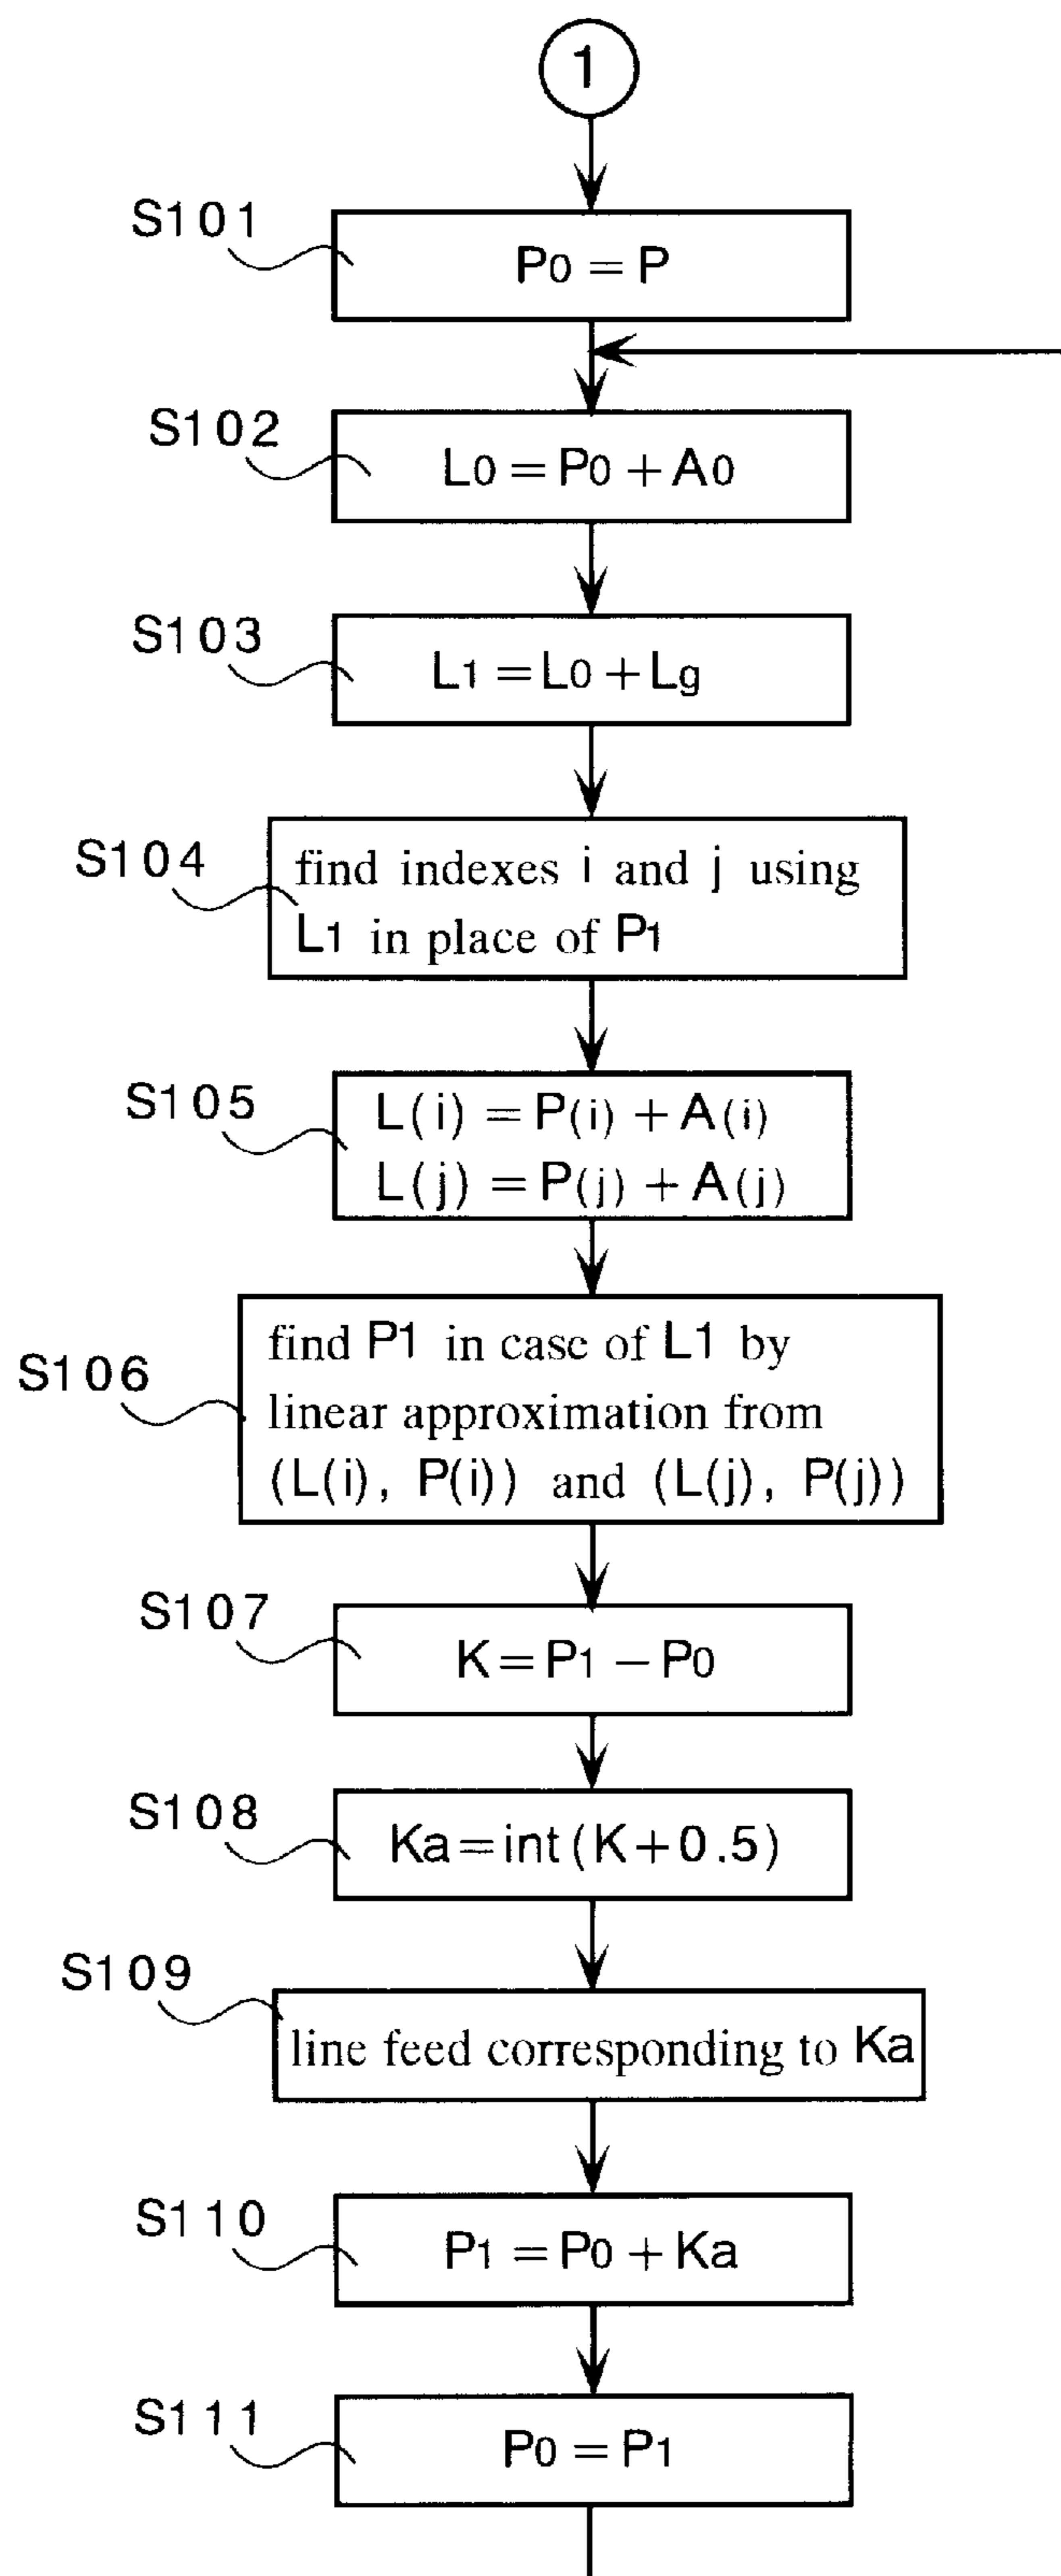 1
S101
P0 = P
S102
L0 = P0 + A0
S103
L1 = L0 + Lg
S104
find indexes i and j using
L1 in place of P1
S105
L(i) = P(i) + A(i)
L(j) = P(j) + A(j)
S106
find P1 in case of L1 by
linear approximation from
(L(i), P(i)) and (L(j), P(j))
S107
K = P1 − P0
S108
Ka = int (K + 0.5)
S109
line feed corresponding to Ka
S110
P1 = P0 + Ka
S111
P0 = P1